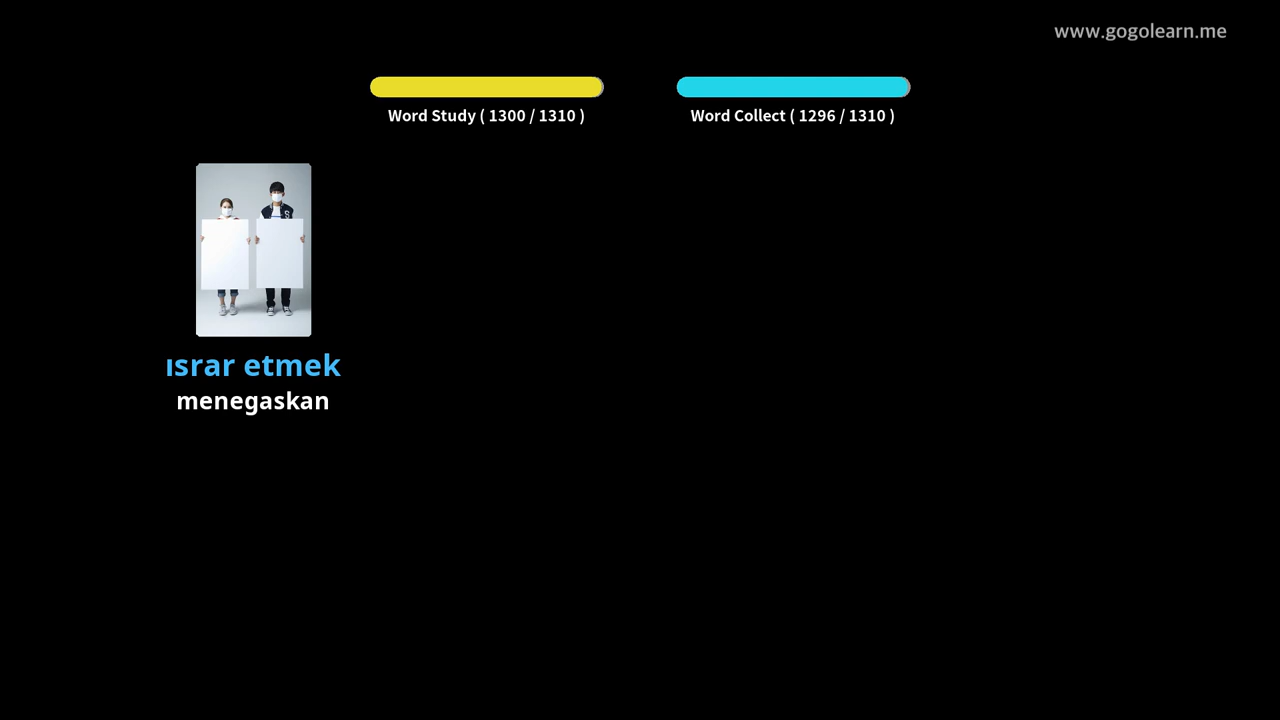 www.gogolearn.me
Word Study ( 1300 / 1310 )
Word Collect ( 1296 / 1310 )
ısrar etmek
menegaskan